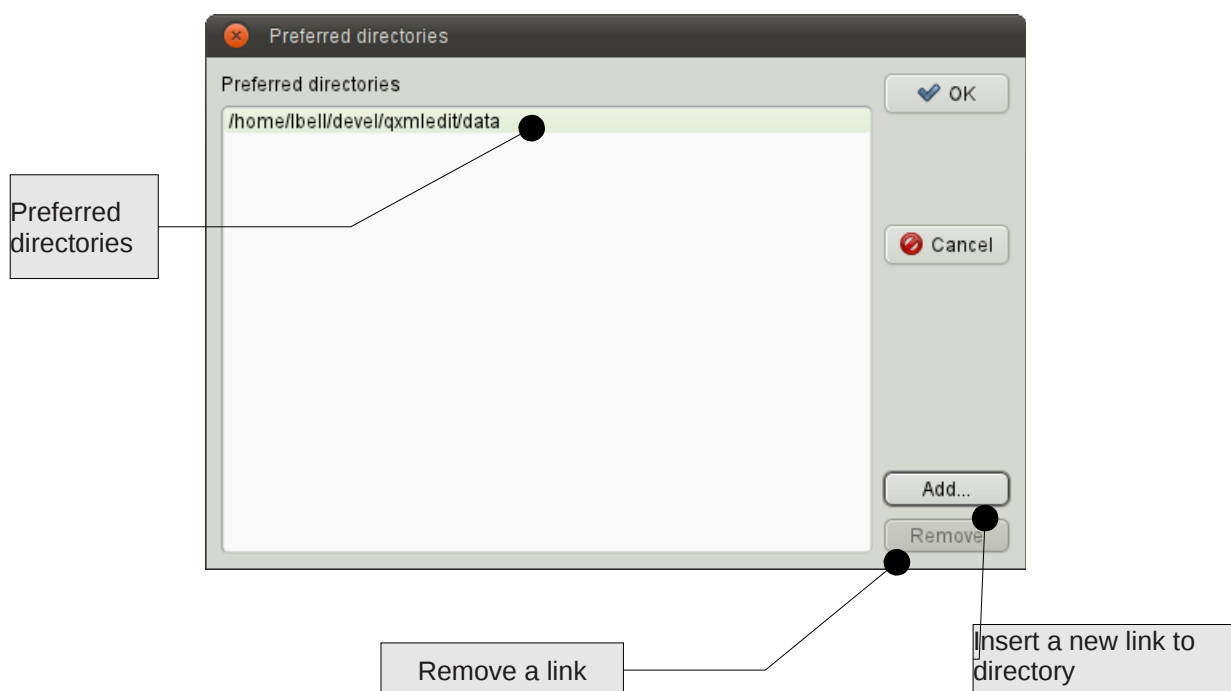 Preferred directories
Preferred directories
OK
/home/lbell/devel/qxmledit/data
Preferred
directories
Cancel
Add...
Remove
Insert a new link to
directory
Remove a link